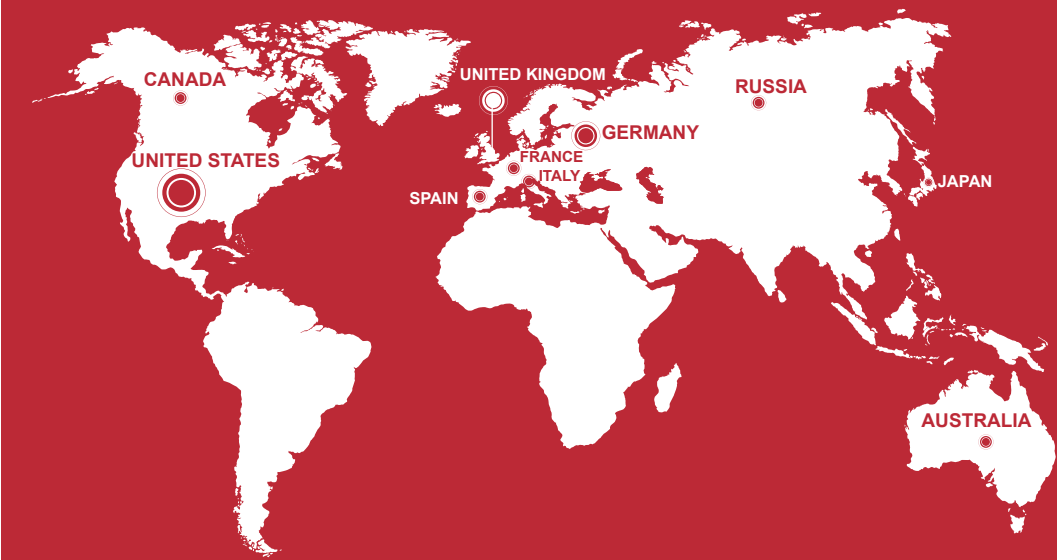 UNITED KINGDOM
CANADA
RUSSIA
GERMANY
FRANCE
UNITED STATES
ITALY
JAPAN
SPAIN
AUSTRALIA